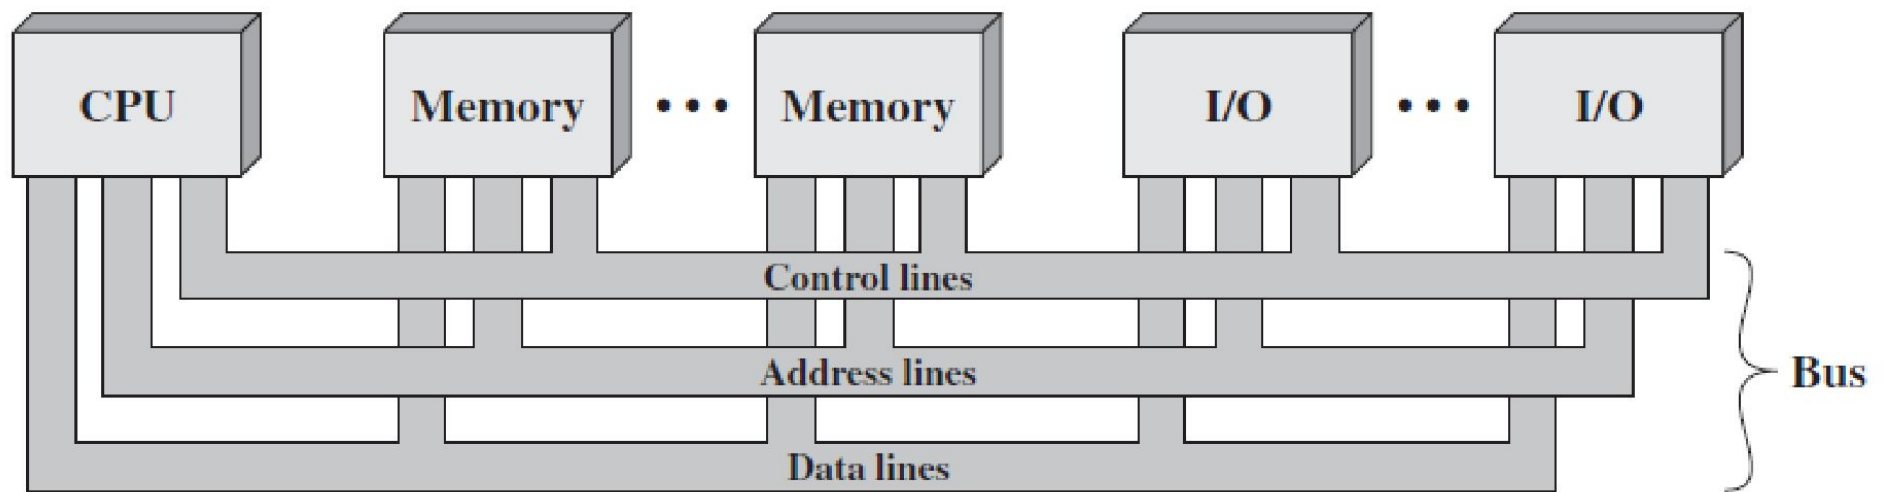 CPU
Memory
• • •
Memory
I/O
• • •
I/O
Control lines
Address lines
Bus
Data lines